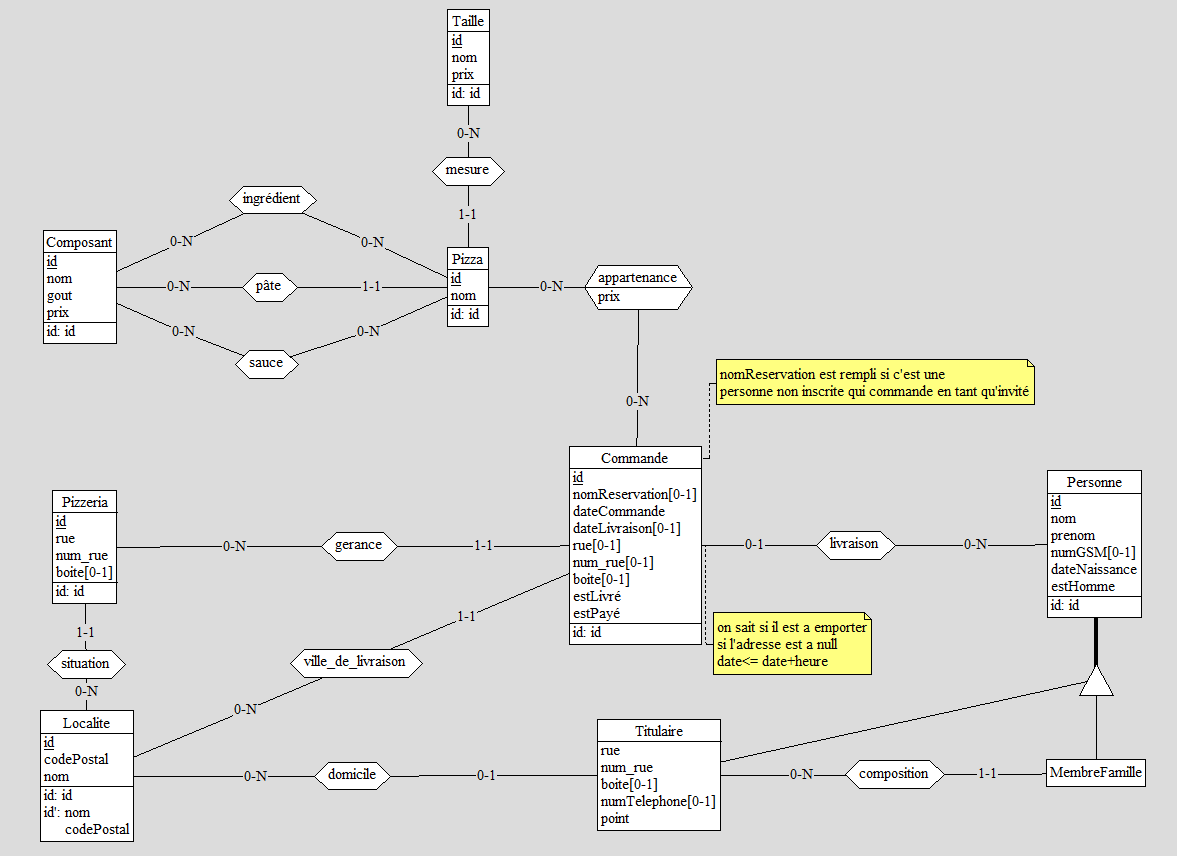 Taille
id
nom
prix
id: id
0-N
mesure
1-1
ingrédient
0-N
0-N
Composant
id
nom
gout
prix
id: id
0-N
pâte
1-1
0-N
sauce
0-N
Pizza
id
nom
id: id
0-N
appartenance
prix
0-N
nomReservation est rempli si c'est une
personne non inscrite qui commande en tant qu'invité
Commande
id
nomReservation[0-1]
dateCommande
dateLivraison[0-1]
rue[0-1]
num_rue[0-1]
boite[0-1]
estLivré
estPayé
id: id
Pizzeria
id
rue
num_rue
boite[0-1]
id: id
0-N
gerance
1-1
0-1
livraison
0-N
Personne
id
nom
prenom
numGSM[0-1]
dateNaissance
estHomme
id: id
on sait si il est a emporter
si l'adresse est a null
date<= date+heure
1-1
situation
0-N
1-1
ville_de_livraison
0-N
Localite
id
codePostal
nom
id: id
id': nom
codePostal
0-N
domicile
0-1
Titulaire
rue
num_rue
boite[0-1]
numTelephone[0-1]
point
0-N
composition
1-1
MembreFamille